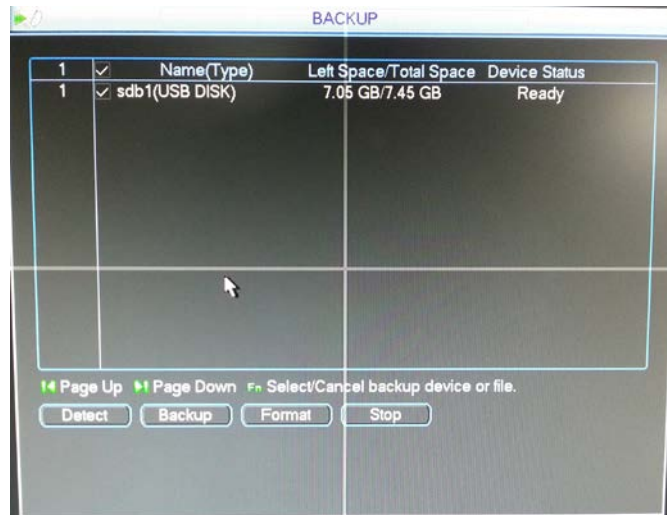 BACKUP
1 Name(Type) Left Space/Total Space Device Status
1 sdb1(USB DISK) 7.05 GB/7.45 GB Ready
Page Up Page Down Fn Select/Cancel backup device or file.
Detect Backup Format Stop